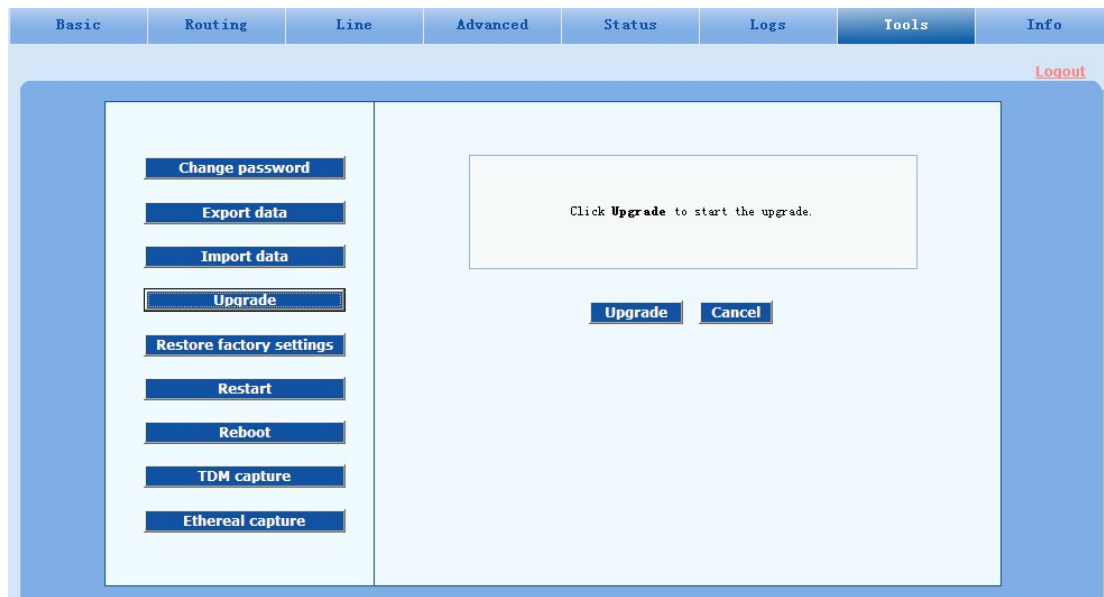 Basic Routing Line Advanced Status Logs Tools Info
Logout
Change password
Export data
Import data
Upgrade
Restore factory settings
Restart
Reboot
TDM capture
Ethereal capture
Click Upgrade to start the upgrade.
Upgrade Cancel